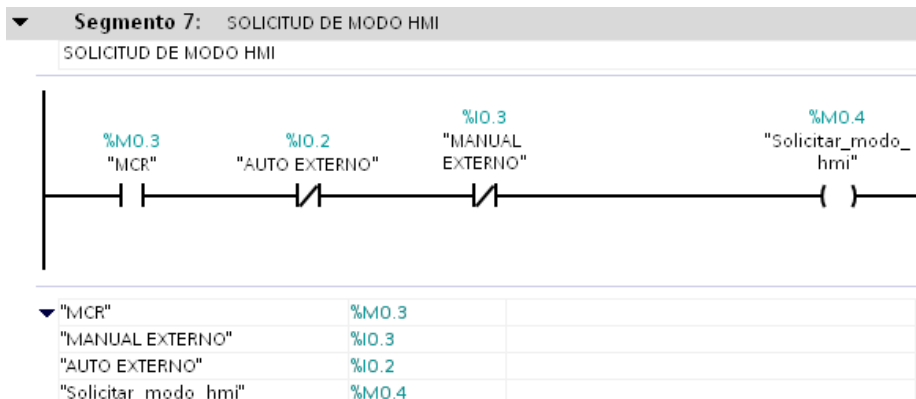 Segmento 7: SOLICITUD DE MODO HMI
SOLICITUD DE MODO HMI
%M0.3
"MCR"
%I0.2
"AUTO EXTERNO"
%I0.3
"MANUAL
EXTERNO"
%M0.4
"Solicitar_modo_
hmi"
"MCR" %M0.3
"MANUAL EXTERNO" %I0.3
"AUTO EXTERNO" %I0.2
"Solicitar_modo_hmi" %M0.4